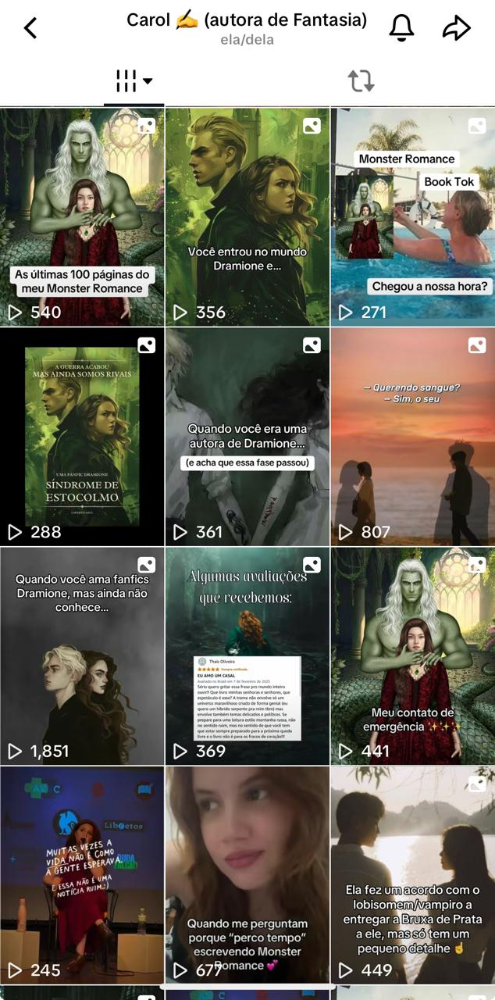 Carol ✍️ (autora de Fantasia)
ela/dela
As últimas 100 páginas do
meu Monster Romance
540
Você entrou no mundo
Dramione e...
356
Monster Romance
Book Tok
Chegou a nossa hora?
271
A GUERRA ACABOU
MAS AINDA SOMOS RIVAIS
UMA FANFIC DRAMIONE
SÍNDROME DE
ESTOCOLMO
288
Quando você era uma
autora de Dramione...
(e acha que essa fase passou)
361
– Querendo sangue?
– Sim, o seu
807
Quando você ama fanfics
Dramione, mas ainda não
conhece...
1,851
Algumas avaliações
que recebemos:
Thais Oliveira
Compra verificada
EU AMO UM CASAL
Avaliado no Brasil em 7 de fevereiro de 2025
Sério quero gritar essa frase pro mundo inteiro
ouvir!! Que livro minhas senhoras e senhores, que
espetáculo é esse? A trama não envolve só um
universo maravilhoso criado de forma genial (eu
quero um híbrido serpente pra mim tbm) mas
envolve também temas delicados e políticos. Se
prepare para uma leitura estilo montanha russa, não
no sentido ruim, mas no sentido de que você tem
que estar sempre preparado para a próxima queda
livre e o livro não é para os fracos de coração!!!
369
Meu contato de
emergência ✨✨✨
441
Libretos
MUITAS VEZES A
VIDA NÃO É COMO
A GENTE ESPERAVA.
E ESSA NÃO É UMA
NOTÍCIA RUIM:)
245
Quando me perguntam
porque “perco tempo”
escrevendo Monster
Romance 💕
677
Ela fez um acordo com o
lobisomem/vampiro a
entregar a Bruxa de Prata
a ele, mas só tem um
pequeno detalhe ☝️
449